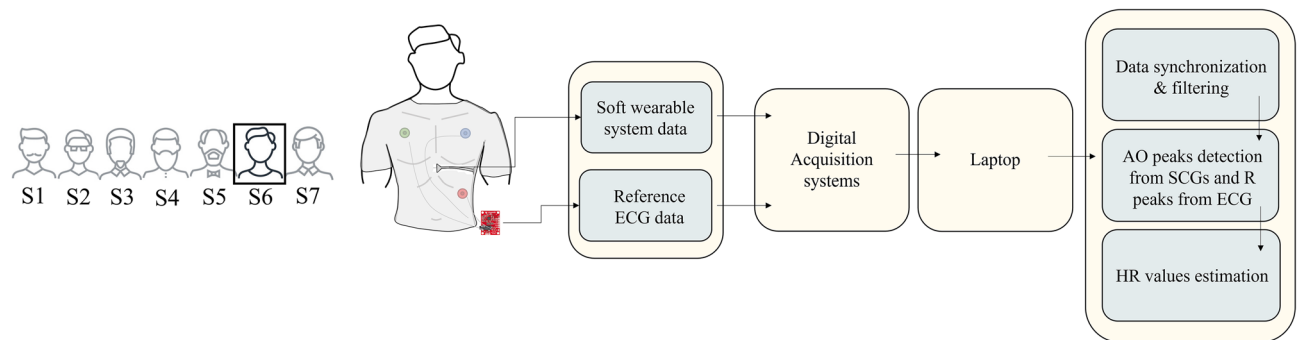 S1 S2 S3 S4 S5 S6 S7
Soft wearable
system data
Reference
ECG data
Digital
Acquisition
systems
Laptop
Data synchronization
& filtering
AO peaks detection
from SCGs and R
peaks from ECG
HR values estimation